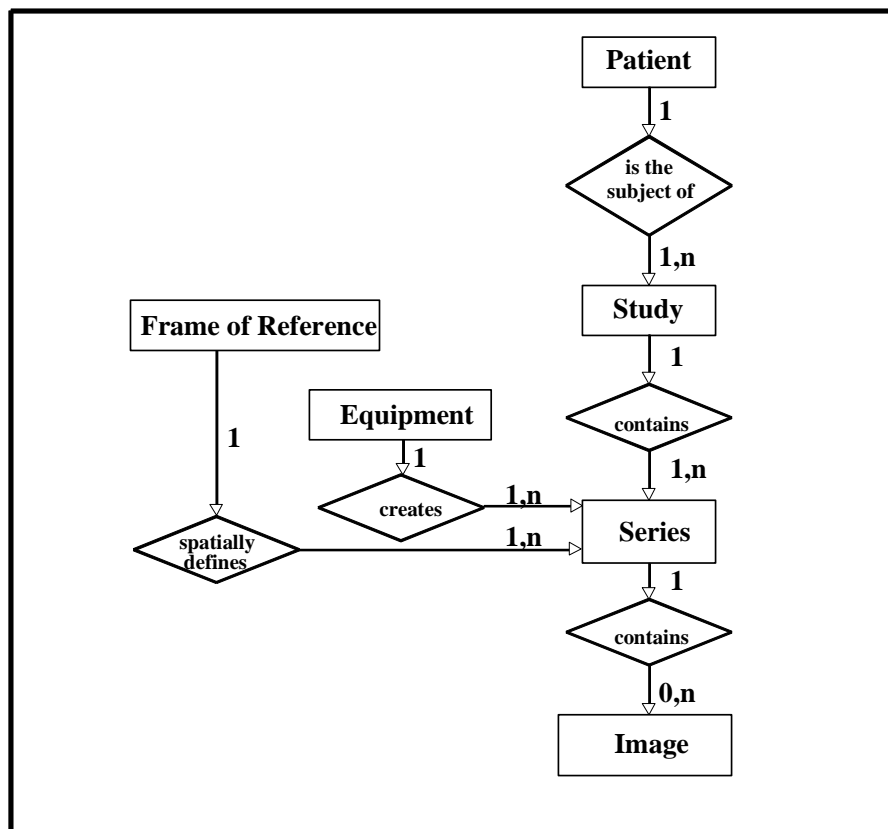 Patient
1
is the
subject of
1,n
Study
Frame of Reference
1
Equipment
contains
1
1
1,n
creates
1,n
Series
spatially
defines
1,n
1
contains
0,n
Image